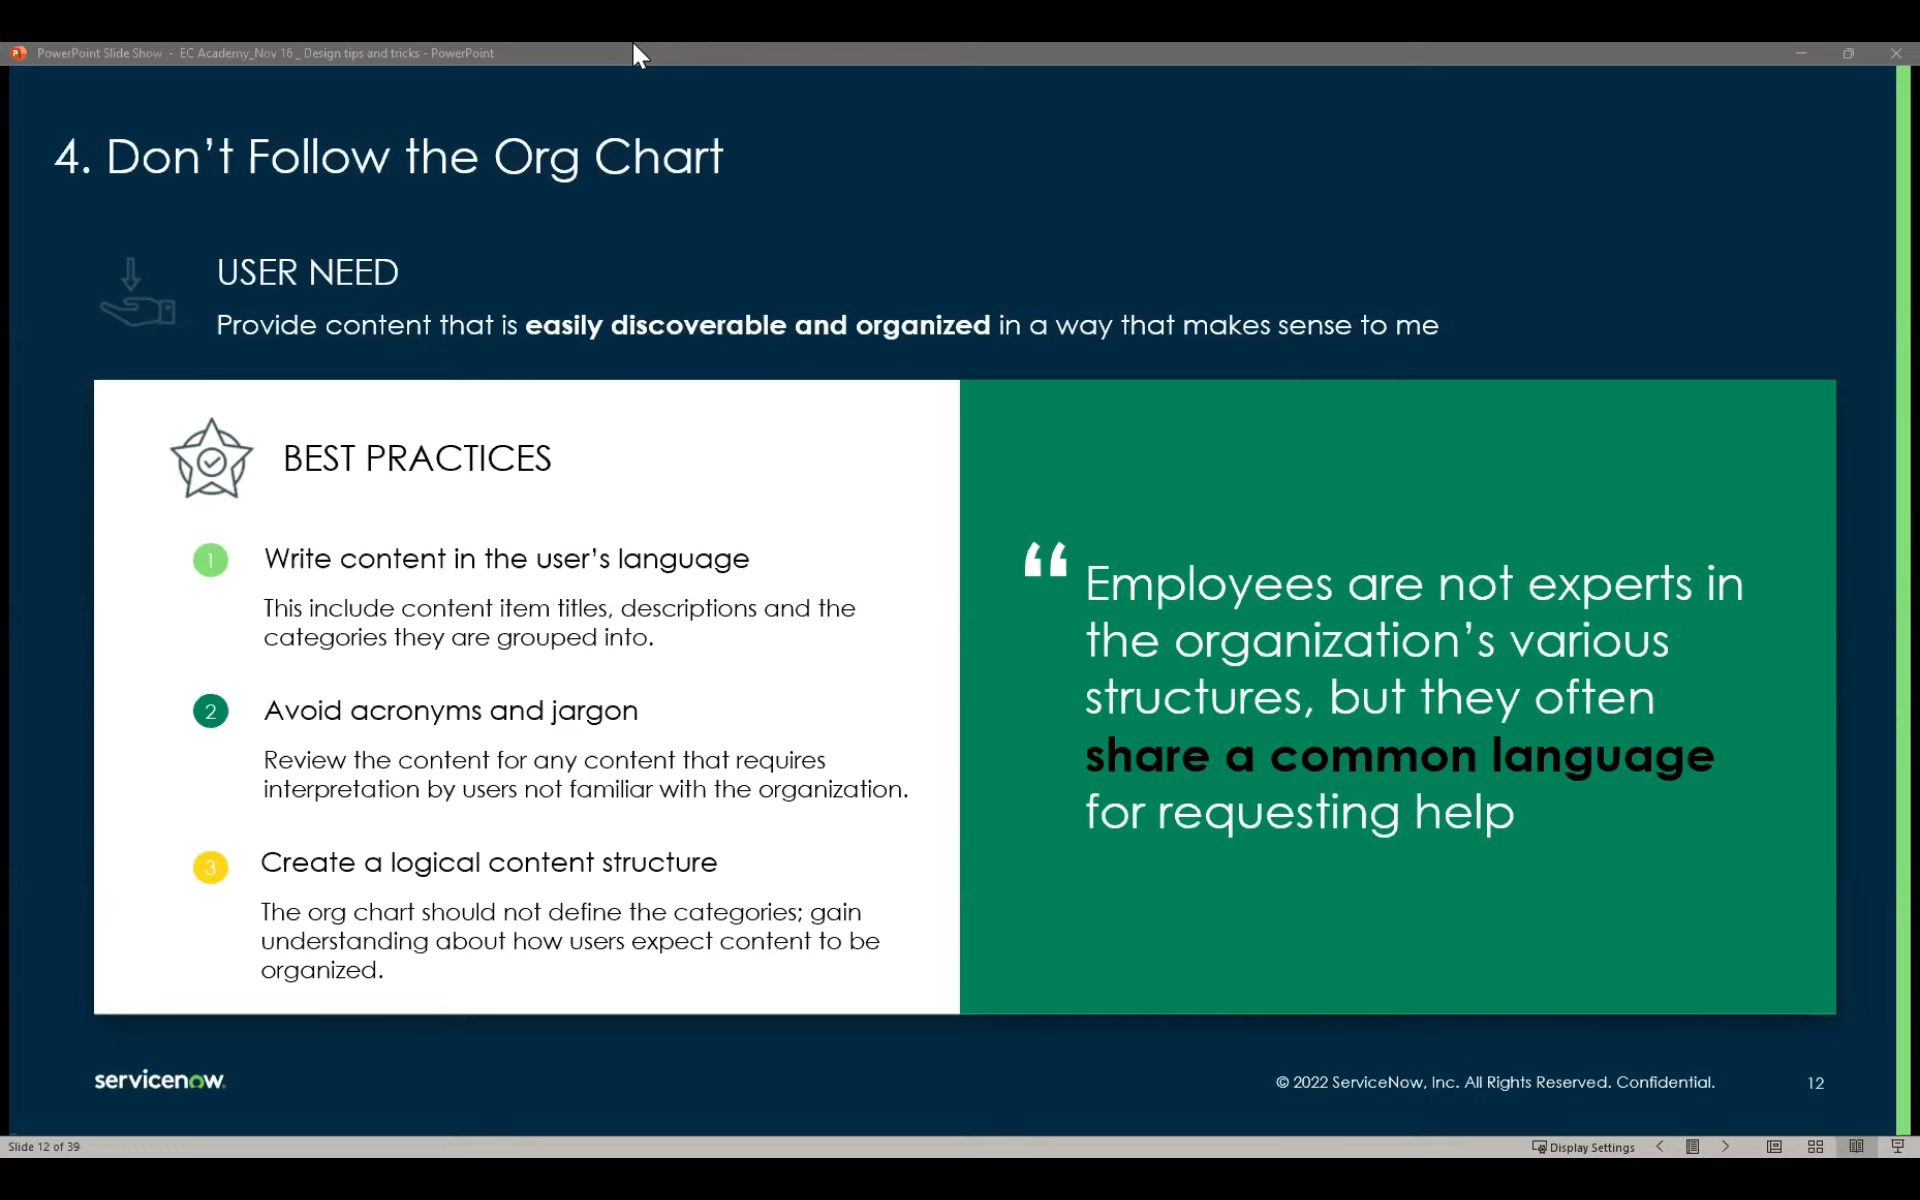 PowerPoint Slide Show - EC Academy_Nov 16 _ Design tips and tricks - PowerPoint
4. Don’t Follow the Org Chart
USER NEED
Provide content that is easily discoverable and organized in a way that makes sense to me
BEST PRACTICES
1 Write content in the user’s language
This include content item titles, descriptions and the
categories they are grouped into.
2 Avoid acronyms and jargon
Review the content for any content that requires
interpretation by users not familiar with the organization.
3 Create a logical content structure
The org chart should not define the categories; gain
understanding about how users expect content to be
organized.
“ Employees are not experts in
the organization’s various
structures, but they often
share a common language
for requesting help
servicenow.
© 2022 ServiceNow, Inc. All Rights Reserved. Confidential.
12
Slide 12 of 39
Display Settings